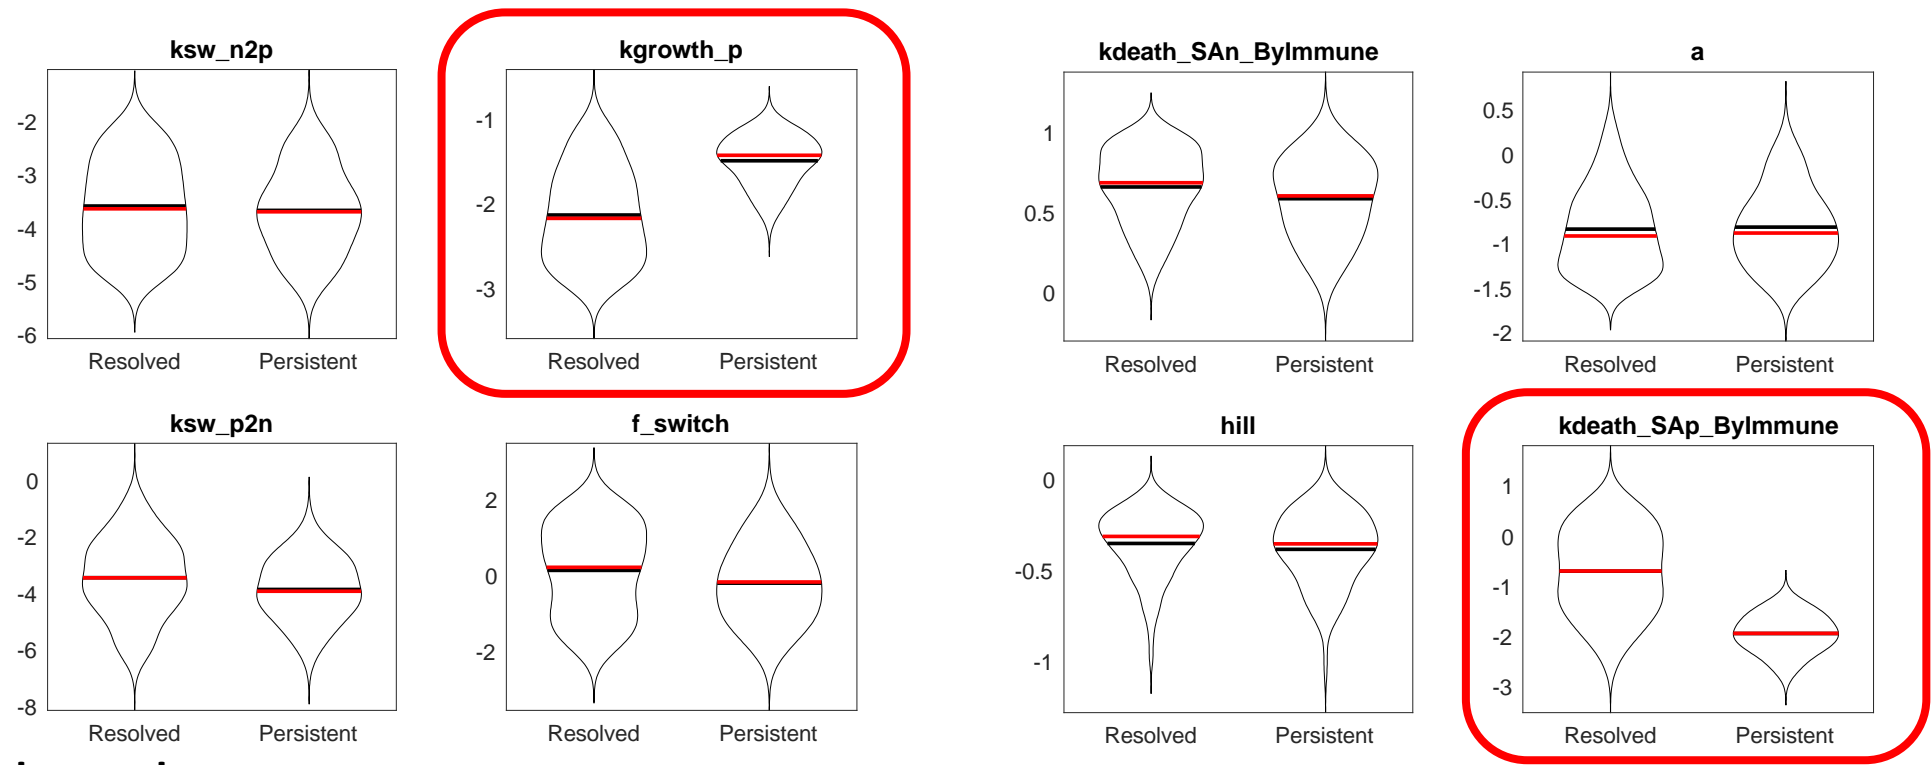 ksw_n2p
-2
-3
-4
-5
-6
Resolved Persistent
kgrowth_p
-1
-2
-3
Resolved Persistent
kdeath_SAn_ByImmune
1
0.5
0
Resolved Persistent
a
0.5
0
-0.5
-1
-1.5
-2
Resolved Persistent
ksw_p2n
0
-2
-4
-6
-8
Resolved Persistent
f_switch
2
0
-2
Resolved Persistent
hill
0
-0.5
-1
Resolved Persistent
kdeath_SAp_ByImmune
1
0
-1
-2
-3
Resolved Persistent